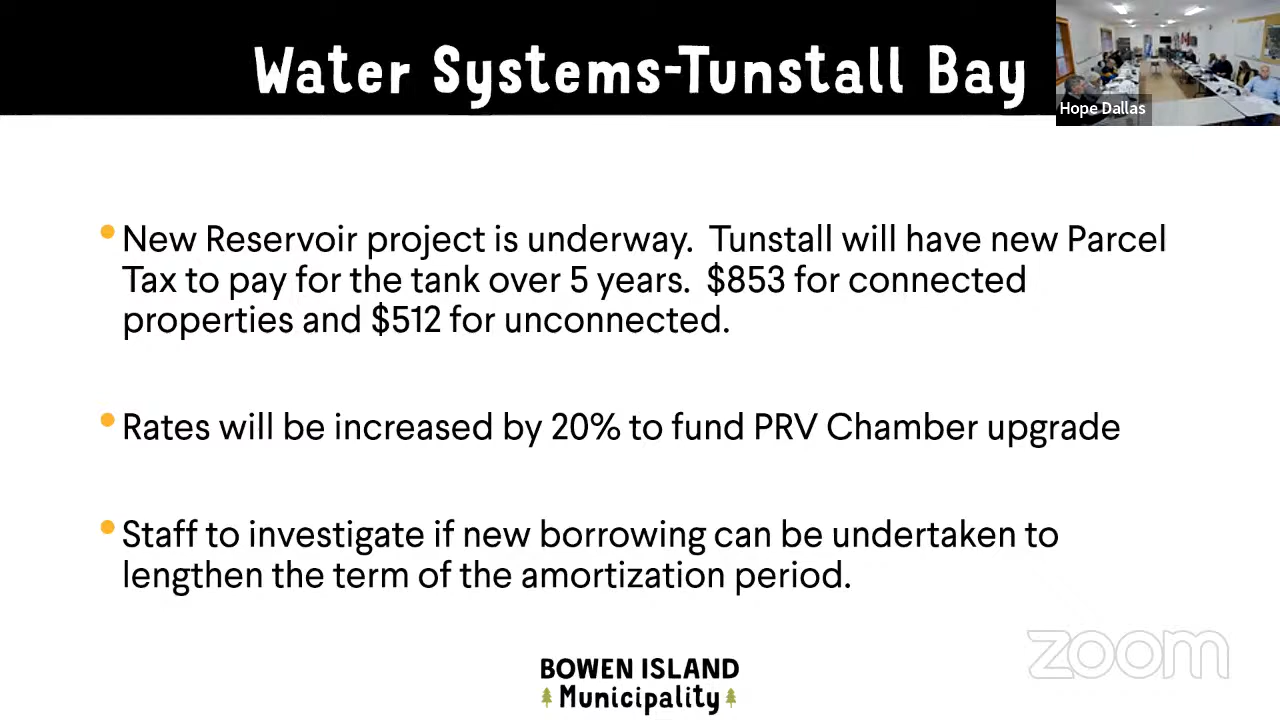 Water Systems-Tunstall Bay
Hope Dallas
•New Reservoir project is underway.  Tunstall will have new Parcel
Tax to pay for the tank over 5 years.  $853 for connected
properties and $512 for unconnected.
•Rates will be increased by 20% to fund PRV Chamber upgrade
•Staff to investigate if new borrowing can be undertaken to
lengthen the term of the amortization period.
zoom
BOWEN ISLAND
Municipality